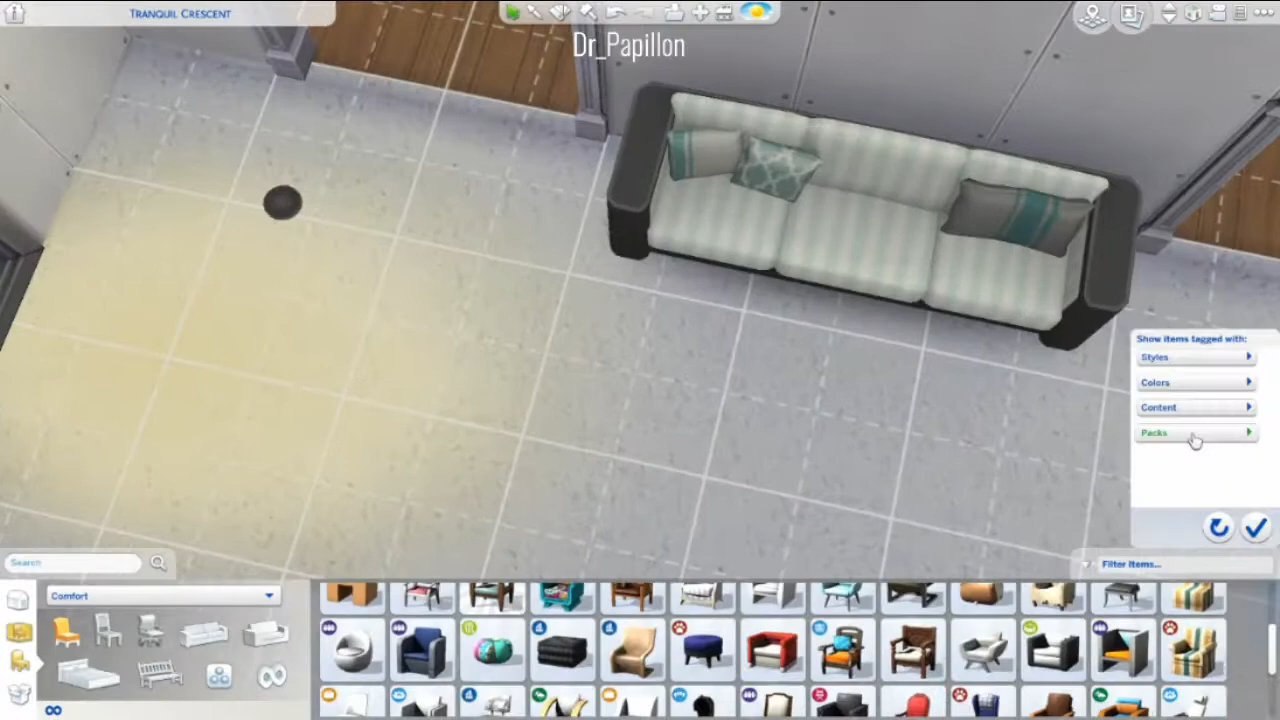 TRANQUIL CRESCENT
Dr_Papillon
Show items tagged with:
Styles
Colors
Content
Packs
Search
Filter Items...
Comfort